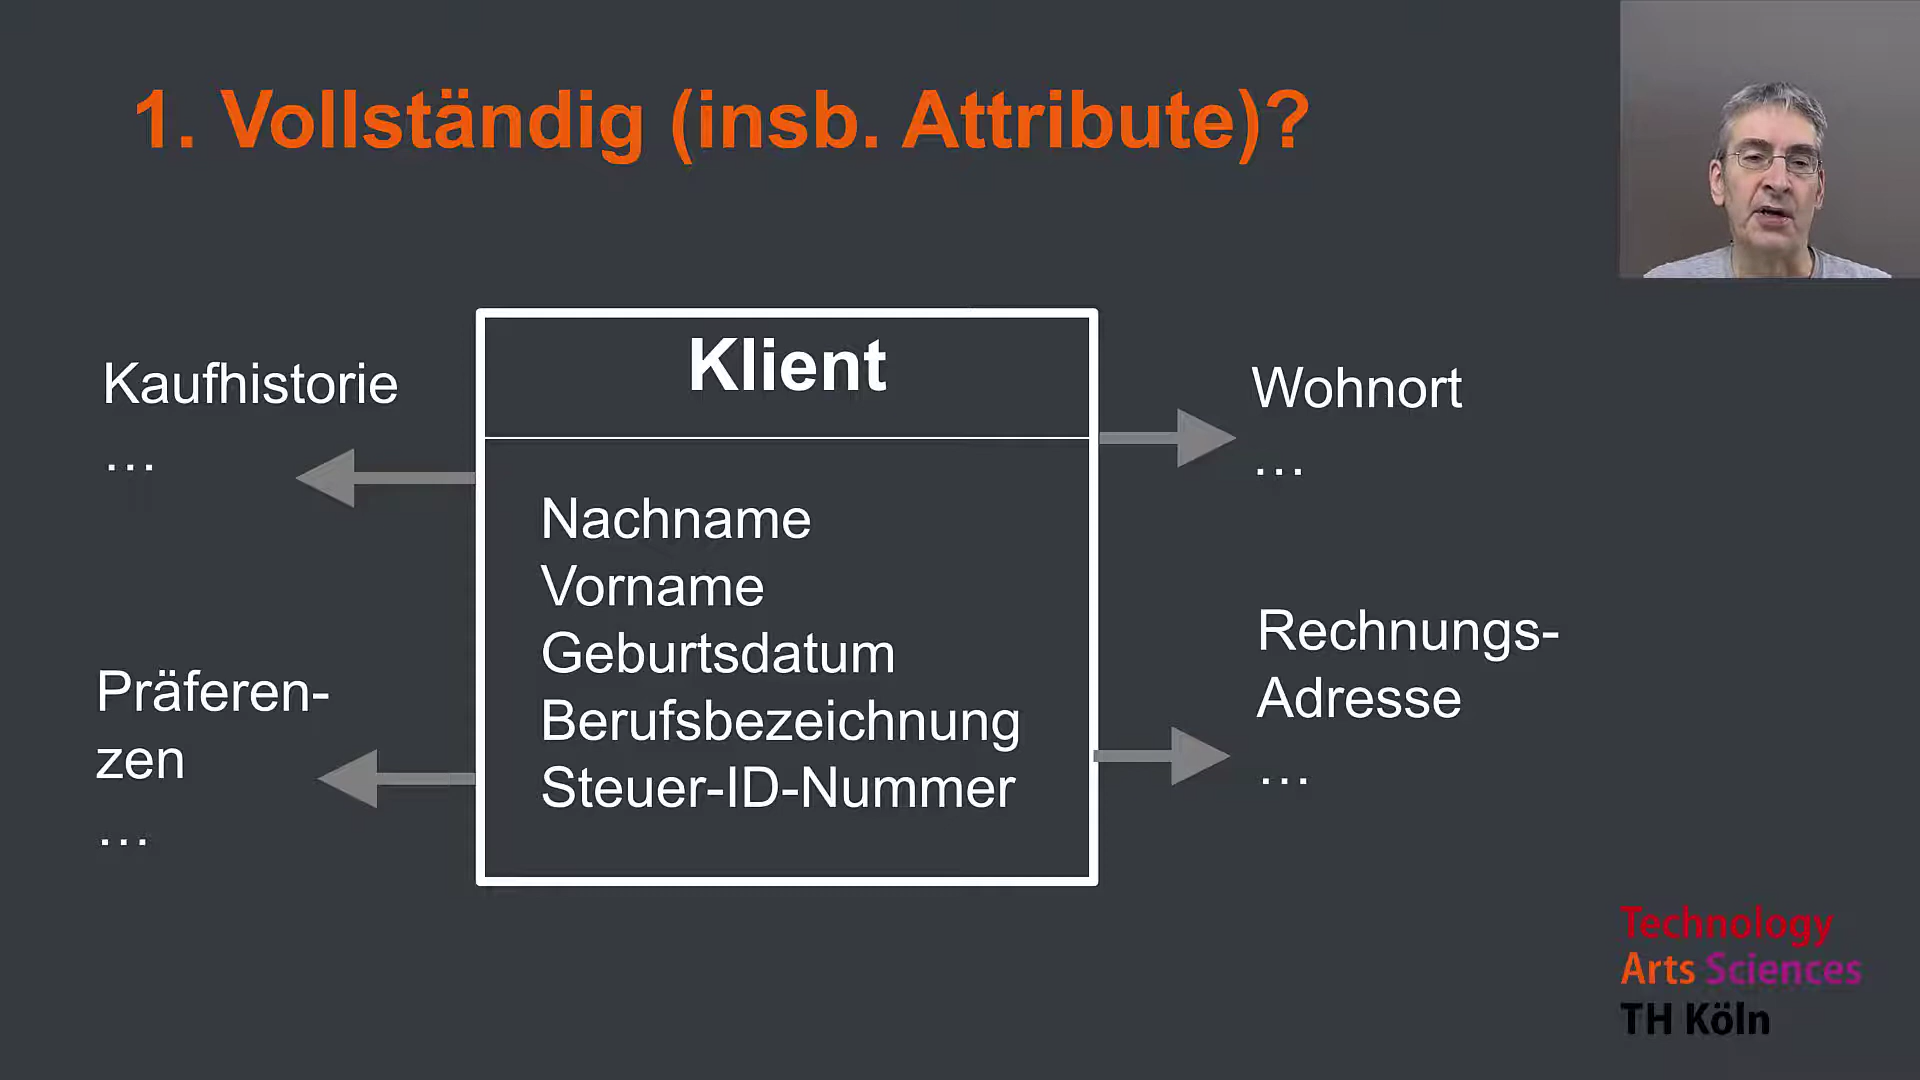 1. Vollständig (insb. Attribute)?
Kaufhistorie
…
Präferen-
zen
…
Klient
Nachname
Vorname
Geburtsdatum
Berufsbezeichnung
Steuer-ID-Nummer
Wohnort
…
Rechnungs-
Adresse
…
Technology
Arts Sciences
TH Köln